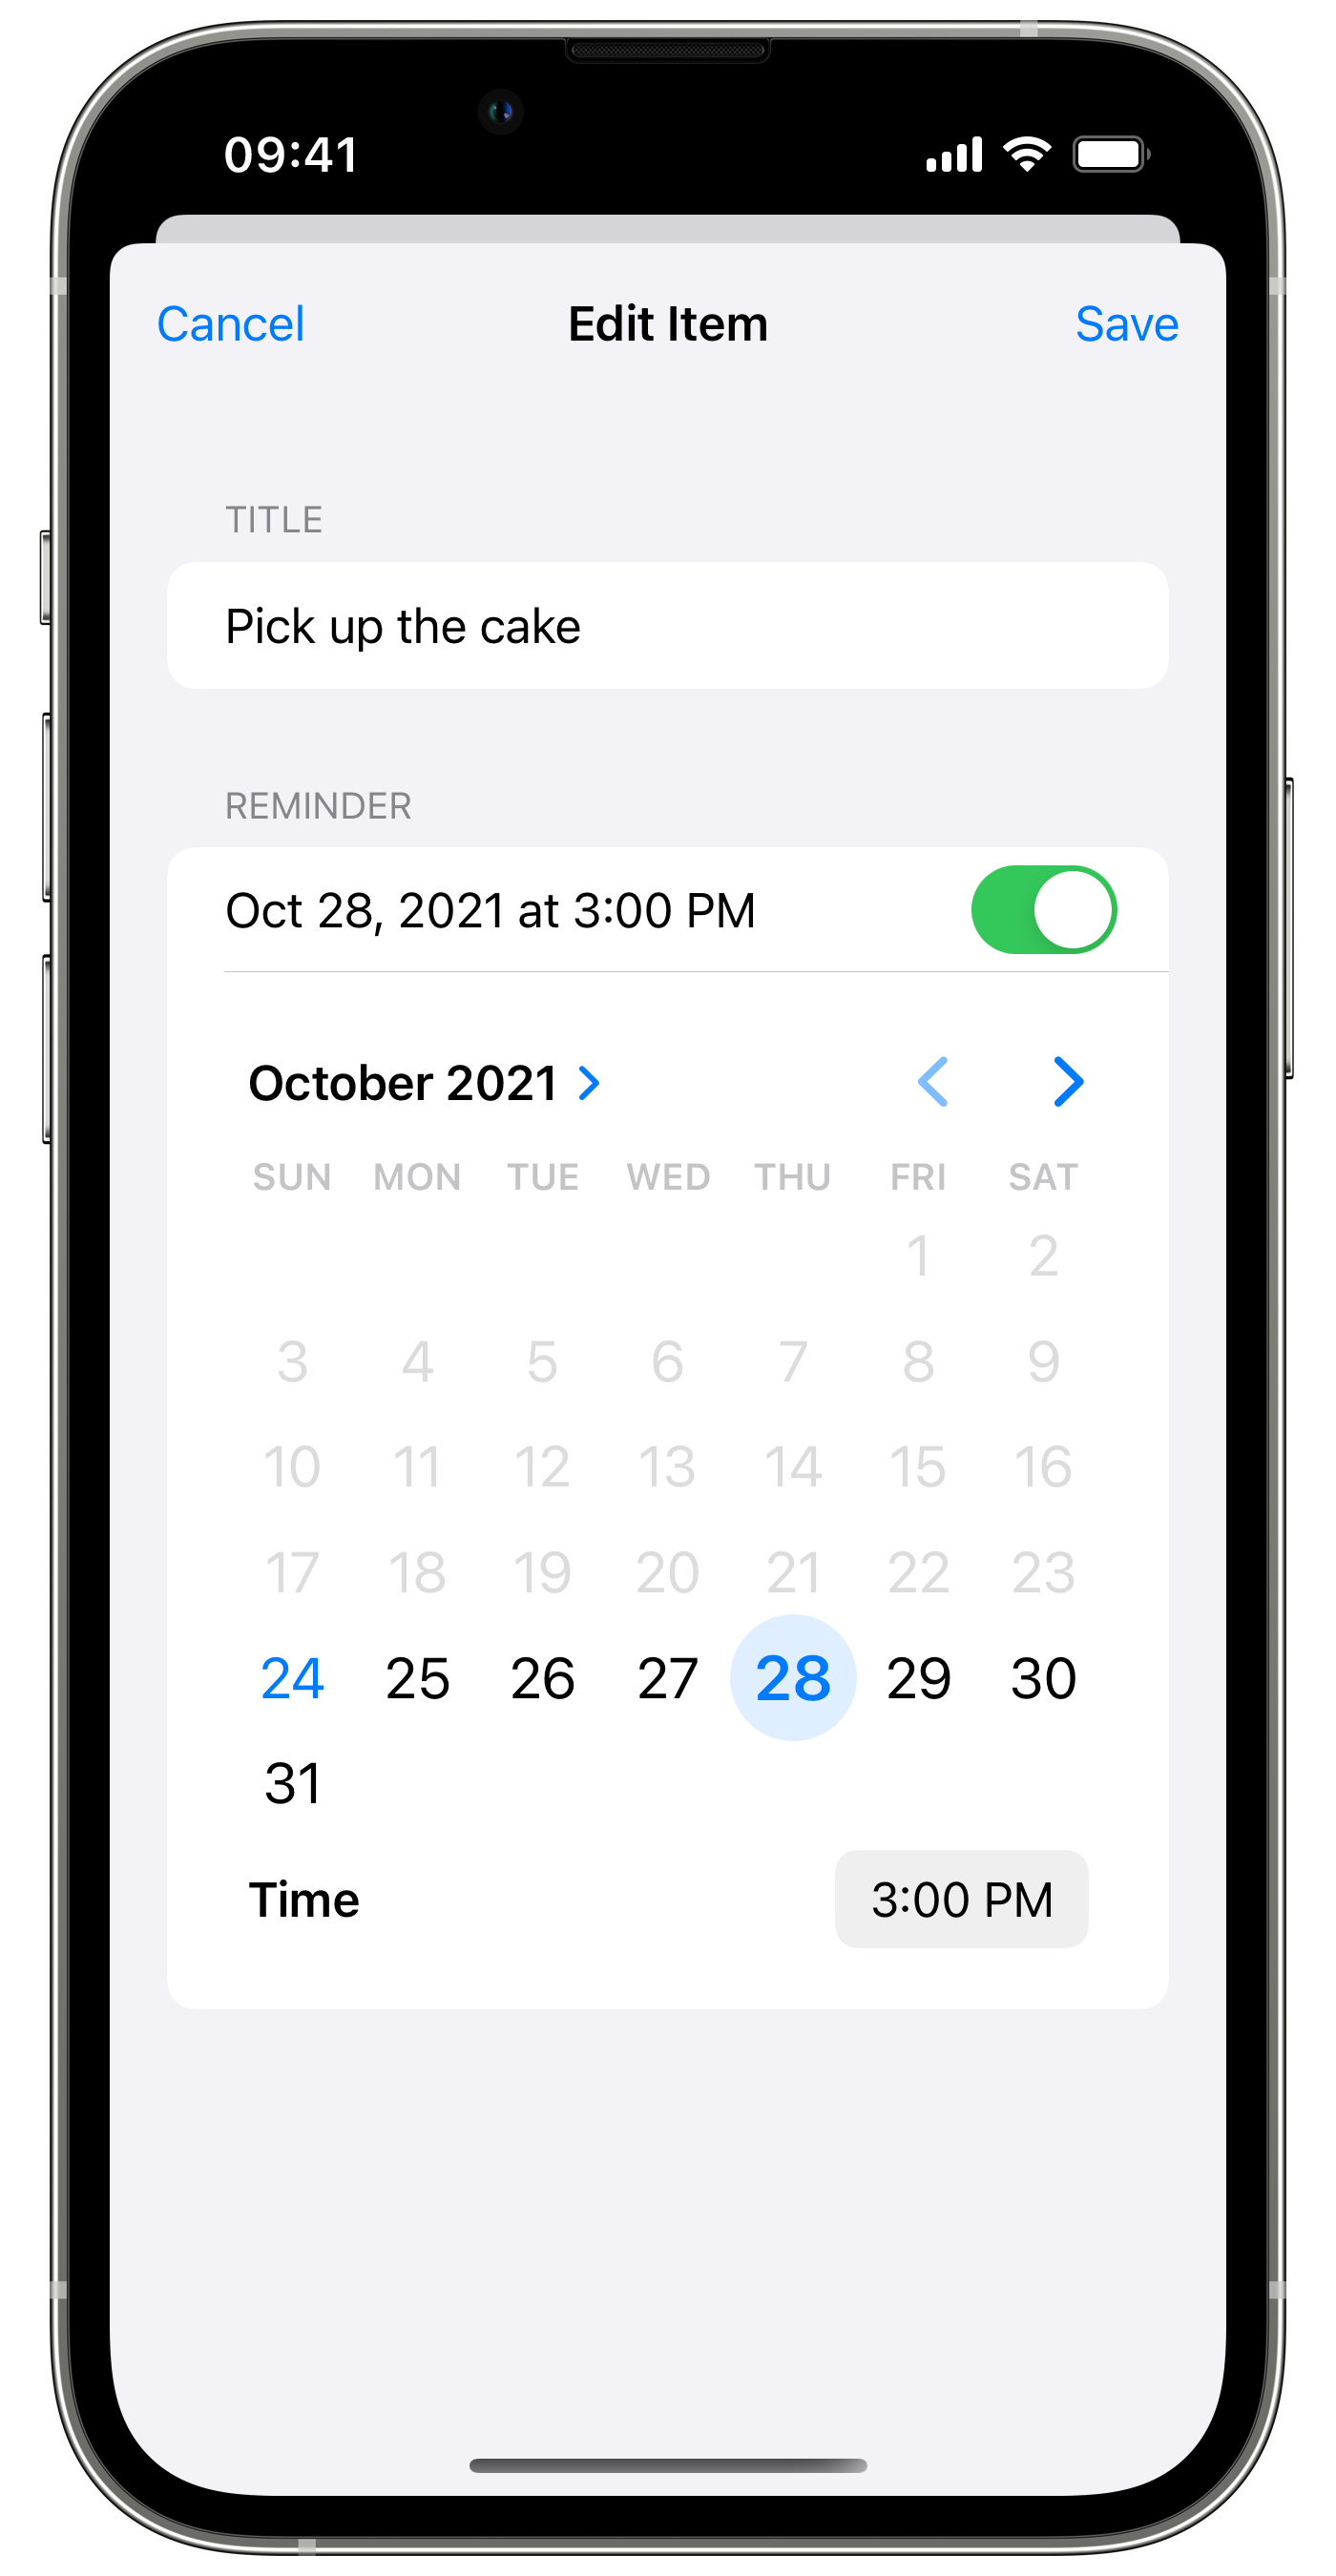 09:41
Cancel Edit Item Save
TITLE
Pick up the cake
REMINDER
Oct 28, 2021 at 3:00 PM
October 2021
SUN MON TUE WED THU FRI SAT
1 2
3 4 5 6 7 8 9
10 11 12 13 14 15 16
17 18 19 20 21 22 23
24 25 26 27 28 29 30
31
Time 3:00 PM